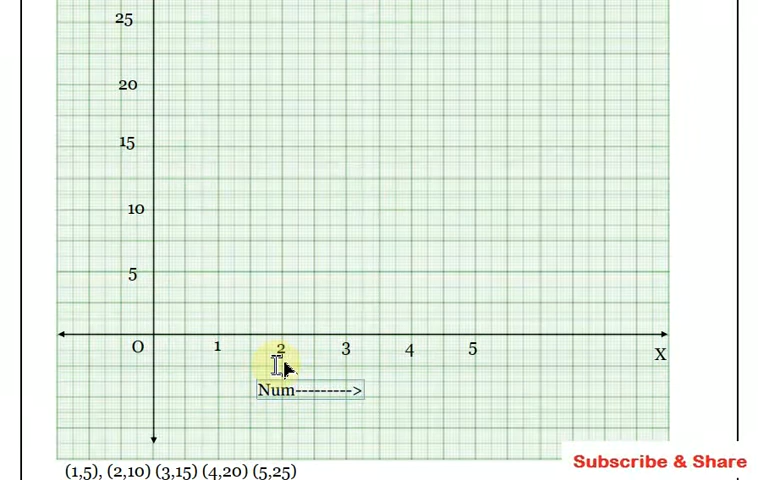 25
20
15
10
5
O 1 2 3 4 5 X
Num--------->
Subscribe & Share
(1,5), (2,10) (3,15) (4,20) (5,25)